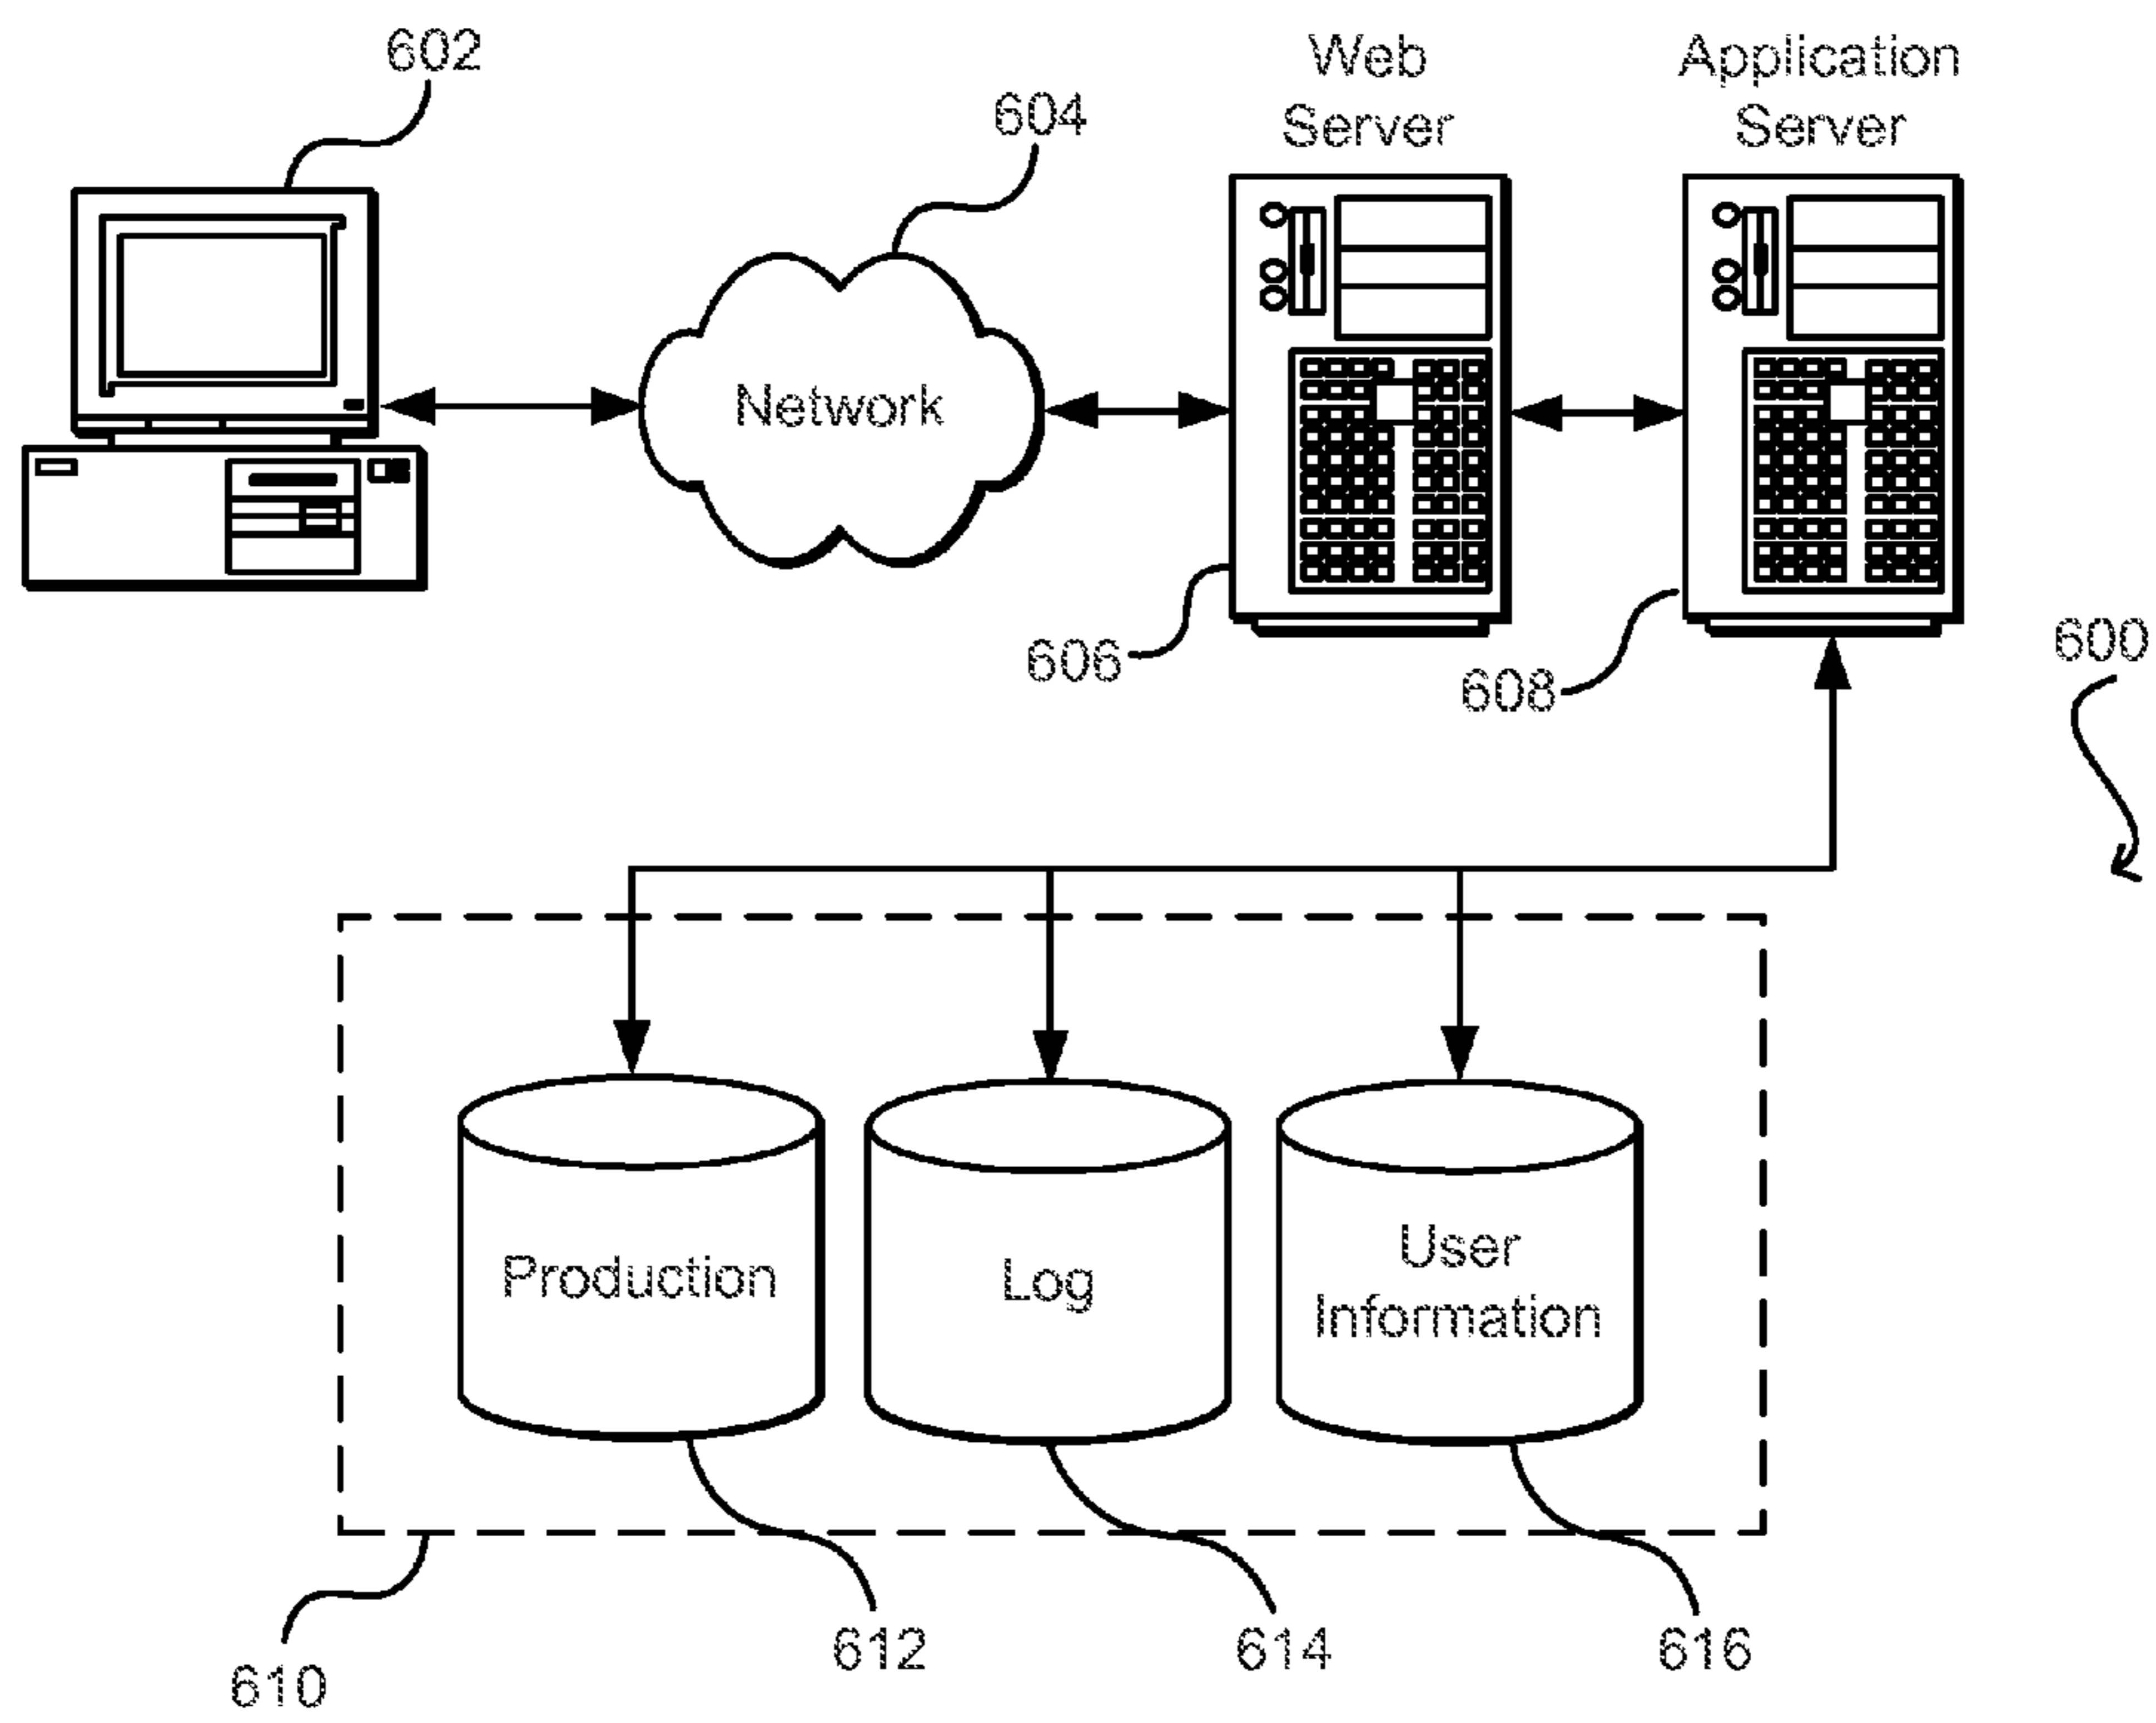 602
604
Web
Server
Application
Server
Network
606
608
600
Production
Log
User
Information
610
612
614
616